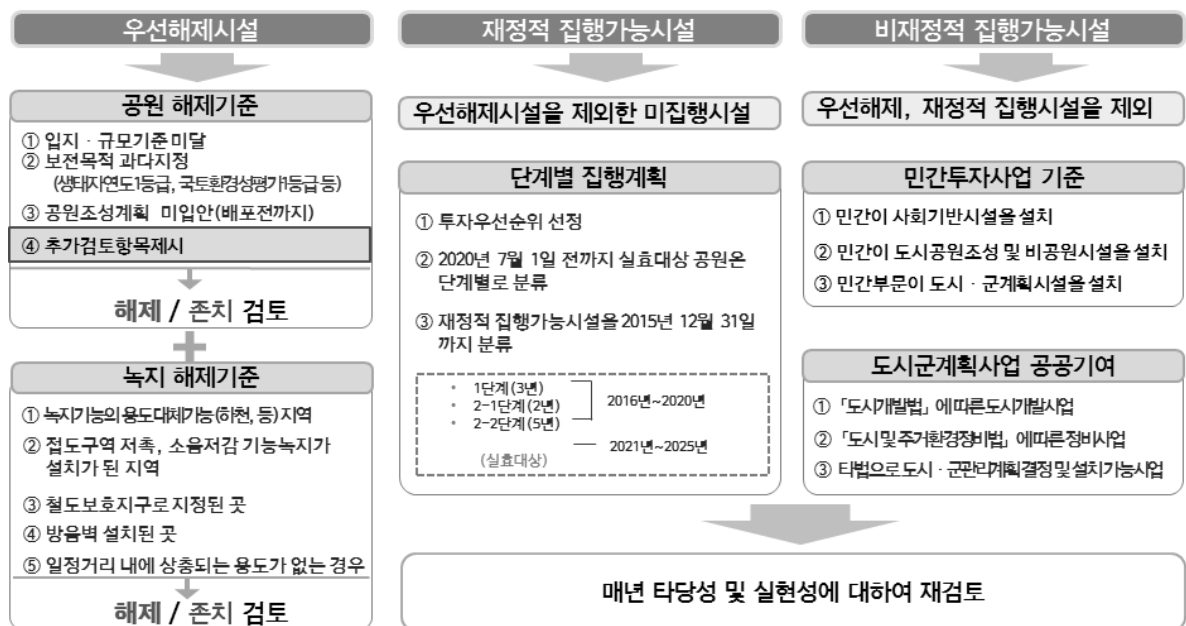 우선해제시설
공원 해제기준
① 입지 · 규모기준 미달
② 보전목적 과다지정
(생태자연도1등급, 국토환경성평가1등급 등)
③ 공원조성계획 미입안(배포전까지)
④ 추가검토항목제시
해제 / 존치 검토
녹지 해제기준
① 녹지기능의 용도대체가능(하천, 등) 지역
② 접도구역 저촉, 소음저감 기능녹지가
설치가 된 지역
③ 철도보호지구로 지정된 곳
④ 방음벽 설치된 곳
⑤ 일정거리 내에 상충되는 용도가 없는 경우
해제 / 존치 검토
재정적 집행가능시설
우선해제시설을 제외한 미집행시설
단계별 집행계획
① 투자우선순위 선정
② 2020년 7월 1일 전까지 실효대상 공원은
단계별로 분류
③ 재정적 집행가능시설을 2015년 12월 31일
까지 분류
· 1단계(3년)
· 2-1단계(2년)
· 2-2단계(5년)
(실효대상)
2016년~2020년
2021년~2025년
비재정적 집행가능시설
우선해제, 재정적 집행시설을 제외
민간투자사업 기준
① 민간이 사회기반시설을 설치
② 민간이 도시공원조성 및 비공원시설을 설치
③ 민간부문이 도시 · 군계획시설을 설치
도시군계획사업 공공기여
① 「도시개발법」에 따른 도시개발사업
② 「도시 및 주거환경정비법」에 따른 정비사업
③ 타법으로 도시 · 군관리계획 결정 및 설치가능사업
매년 타당성 및 실현성에 대하여 재검토